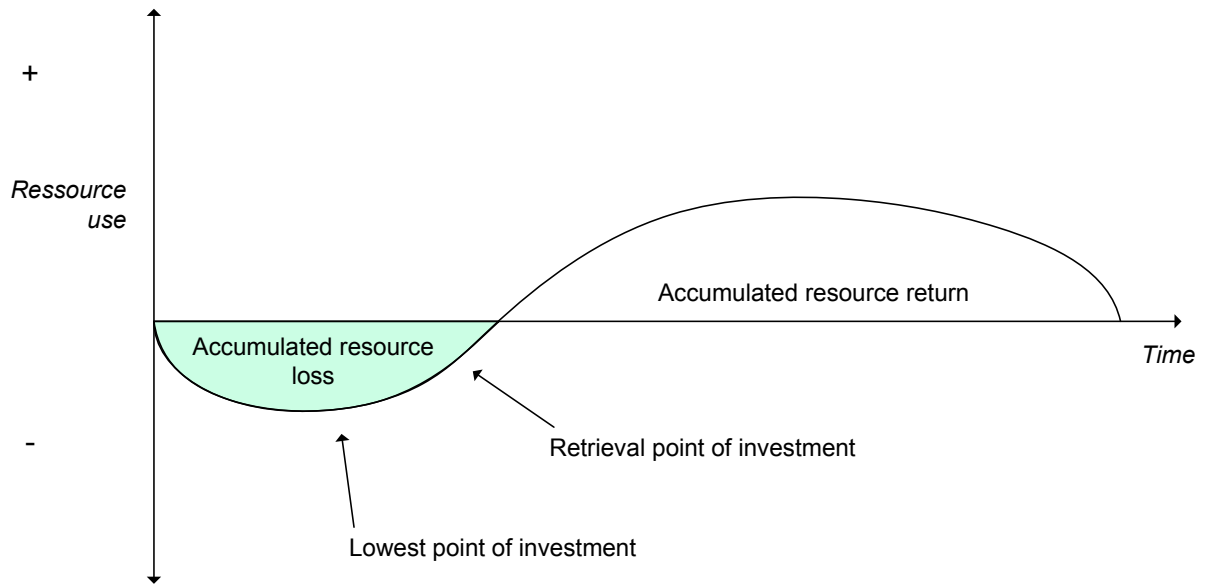 +
Ressource
use
Accumulated resource return
Accumulated resource
loss
Time
-
Retrieval point of investment
Lowest point of investment